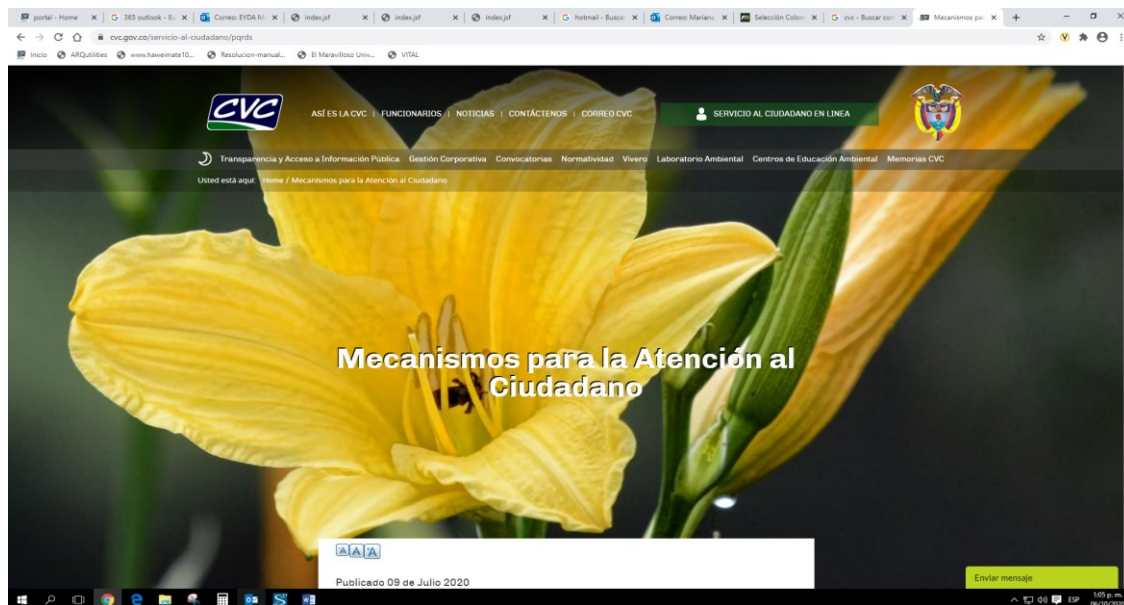 portal - Home
365 outlook - Bu
Correo: EYDA M
index.jsf
index.jsf
index.jsf
hotmail - Busca
Correo: Mariana
Selección Colom
cvc - Buscar con
Mecanismos par
cvc.gov.co/servicio-al-ciudadano/pqrds
Inicio
ARQutilities
www.haweimate10...
Resolucion-manual...
El Maravilloso Univ...
VITAL
CVC
ASÍ ES LA CVC | FUNCIONARIOS | NOTICIAS | CONTÁCTENOS | CORREO CVC
SERVICIO AL CIUDADANO EN LINEA
Transparencia y Acceso a Información Pública Gestión Corporativa Convocatorias Normatividad Vivero Laboratorio Ambiental Centros de Educación Ambiental Memorias CVC
Usted está aquí: Home / Mecanismos para la Atención al Ciudadano
Mecanismos para la Atención al
Ciudadano
A A A
Publicado 09 de Julio 2020
Enviar mensaje
ESP
1:05 p. m.
06/10/2020